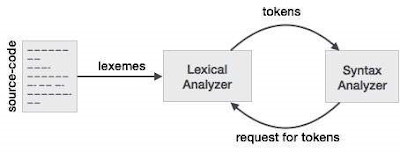 source-code
lexemes
Lexical
Analyzer
tokens
Syntax
Analyzer
request for tokens